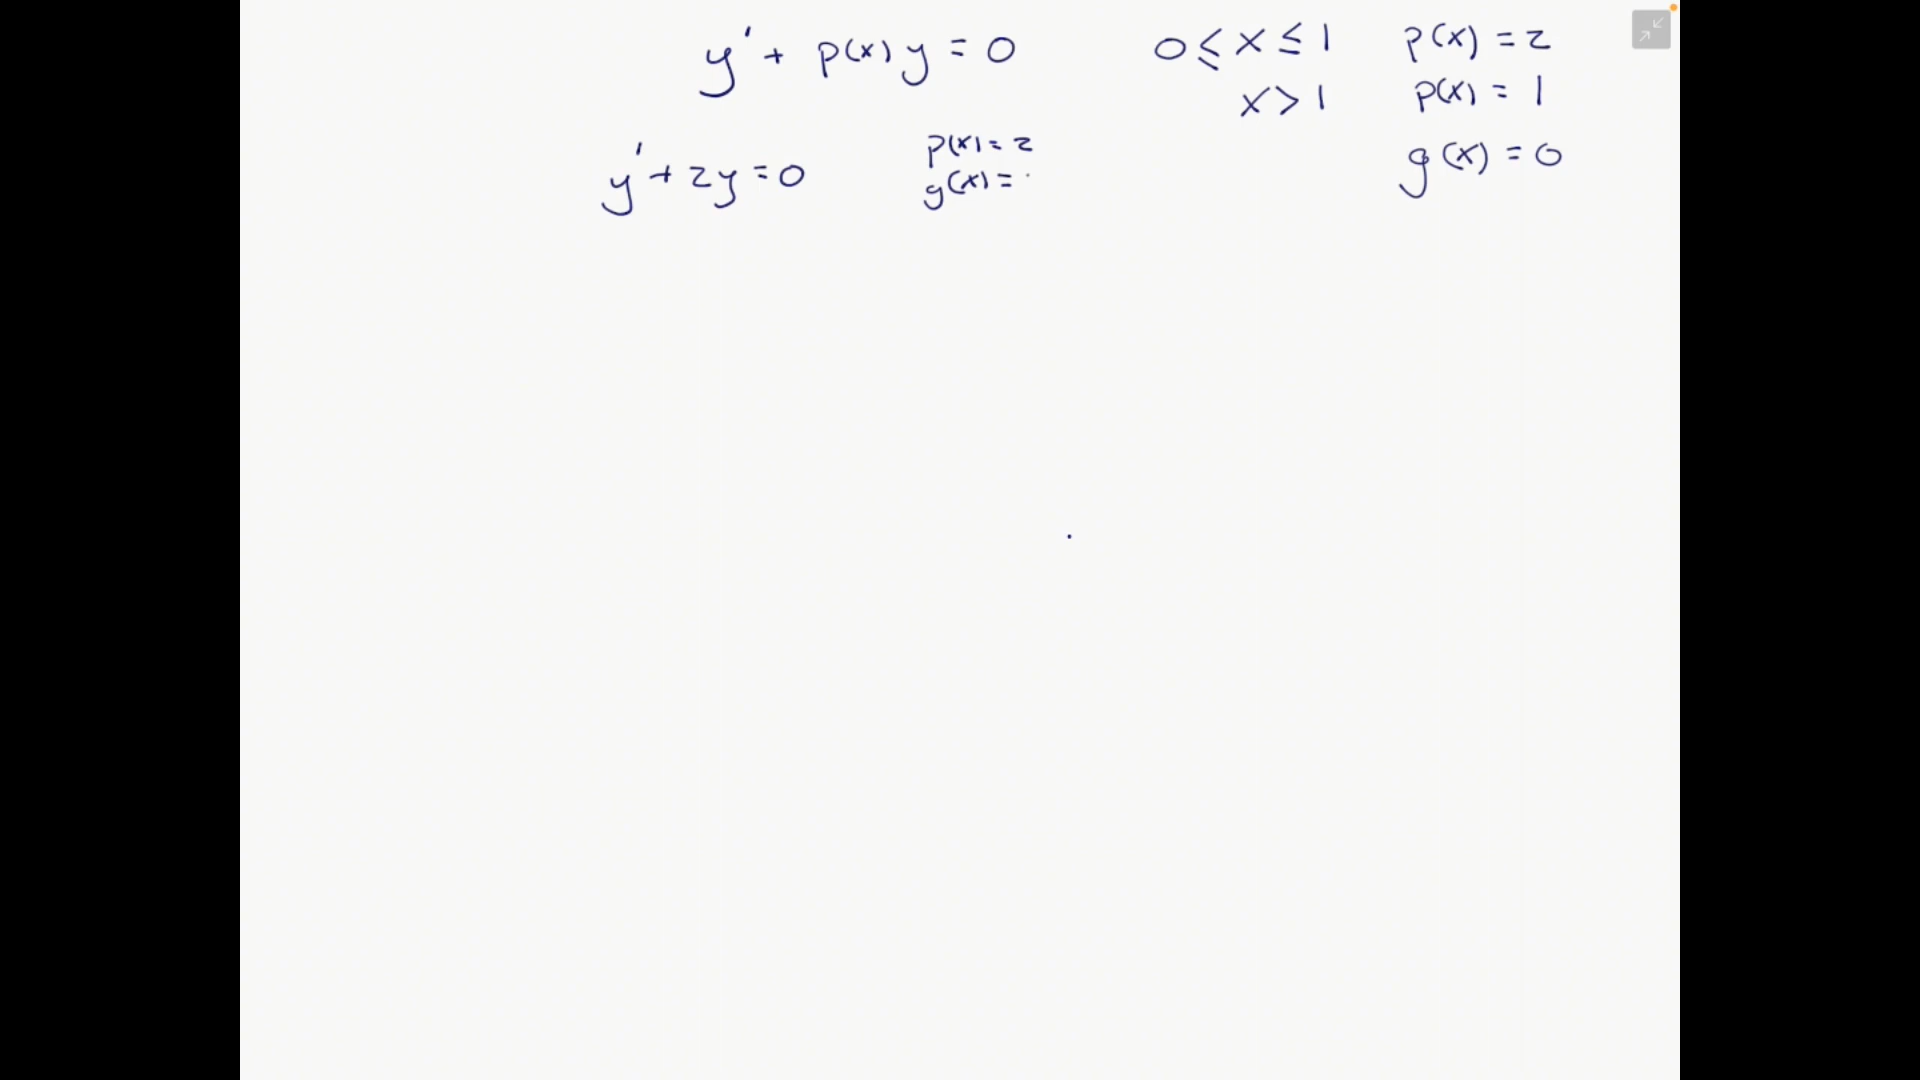 y' + p(x) y = 0
0 ≤ x ≤ 1 p(x) = 2
x > 1 p(x) = 1
g(x) = 0
y' + 2y = 0
p(x) = 2
g(x) =